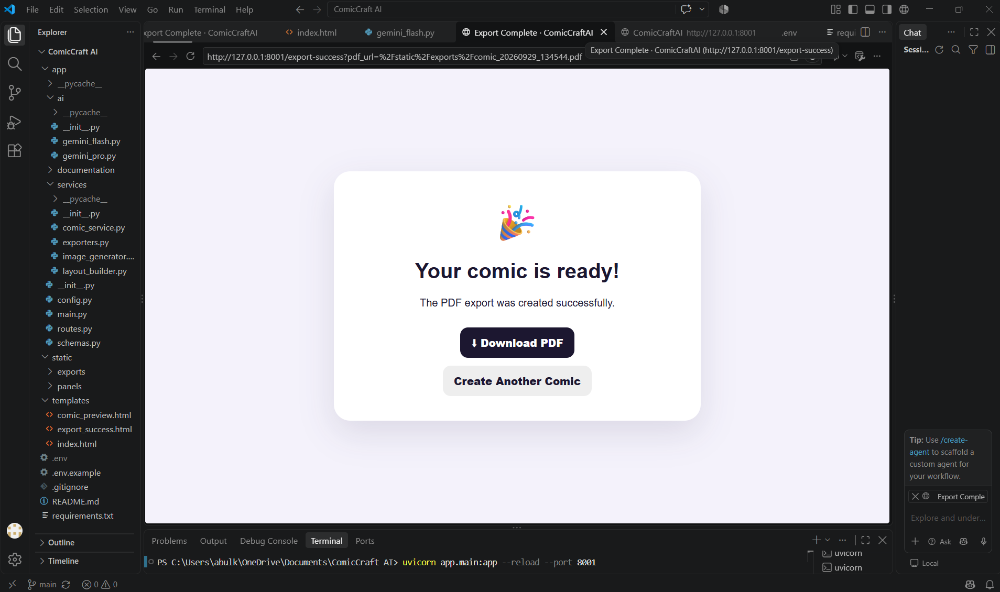 File Edit Selection View Go Run Terminal Help
ComicCraft AI
Explorer
ComicCraft AI
app
__pycache__
ai
__pycache__
__init__.py
gemini_flash.py
gemini_pro.py
documentation
services
__pycache__
__init__.py
comic_service.py
exporters.py
image_generator....
layout_builder.py
__init__.py
config.py
main.py
routes.py
schemas.py
static
exports
panels
templates
comic_preview.html
export_success.html
index.html
.env
.env.example
.gitignore
README.md
requirements.txt
Outline
Timeline
xport Complete · ComicCraftAI
index.html
gemini_flash.py
Export Complete · ComicCraftAI
ComicCraftAI http://127.0.0.1:8001
.env
requi
http://127.0.0.1:8001/export-success?pdf_url=%2Fstatic%2Fexports%2Fcomic_20260929_134544.pdf
Export Complete · ComicCraftAI (http://127.0.0.1:8001/export-success)
Your comic is ready!
The PDF export was created successfully.
⬇ Download PDF
Create Another Comic
Problems Output Debug Console Terminal Ports
PS C:\Users\abulk\OneDrive\Documents\ComicCraft AI> uvicorn app.main:app --reload --port 8001
uvicorn
uvicorn
Chat
Sessi...
Tip: Use /create-
agent to scaffold a
custom agent for
your workflow.
Export Comple
Explore and under...
Ask
Local
main
0 0